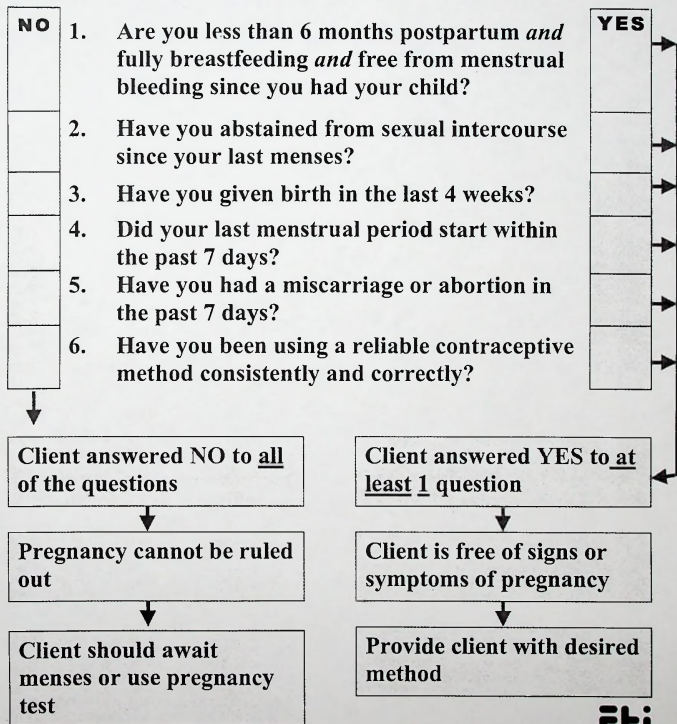 NO
YES
1. Are you less than 6 months postpartum and
fully breastfeeding and free from menstrual
bleeding since you had your child?
2. Have you abstained from sexual intercourse
since your last menses?
3. Have you given birth in the last 4 weeks?
4. Did your last menstrual period start within
the past 7 days?
5. Have you had a miscarriage or abortion in
the past 7 days?
6. Have you been using a reliable contraceptive
method consistently and correctly?
Client answered NO to all
of the questions
Pregnancy cannot be ruled
out
Client should await
menses or use pregnancy
test
Client answered YES to at
least 1 question
Client is free of signs or
symptoms of pregnancy
Provide client with desired
method